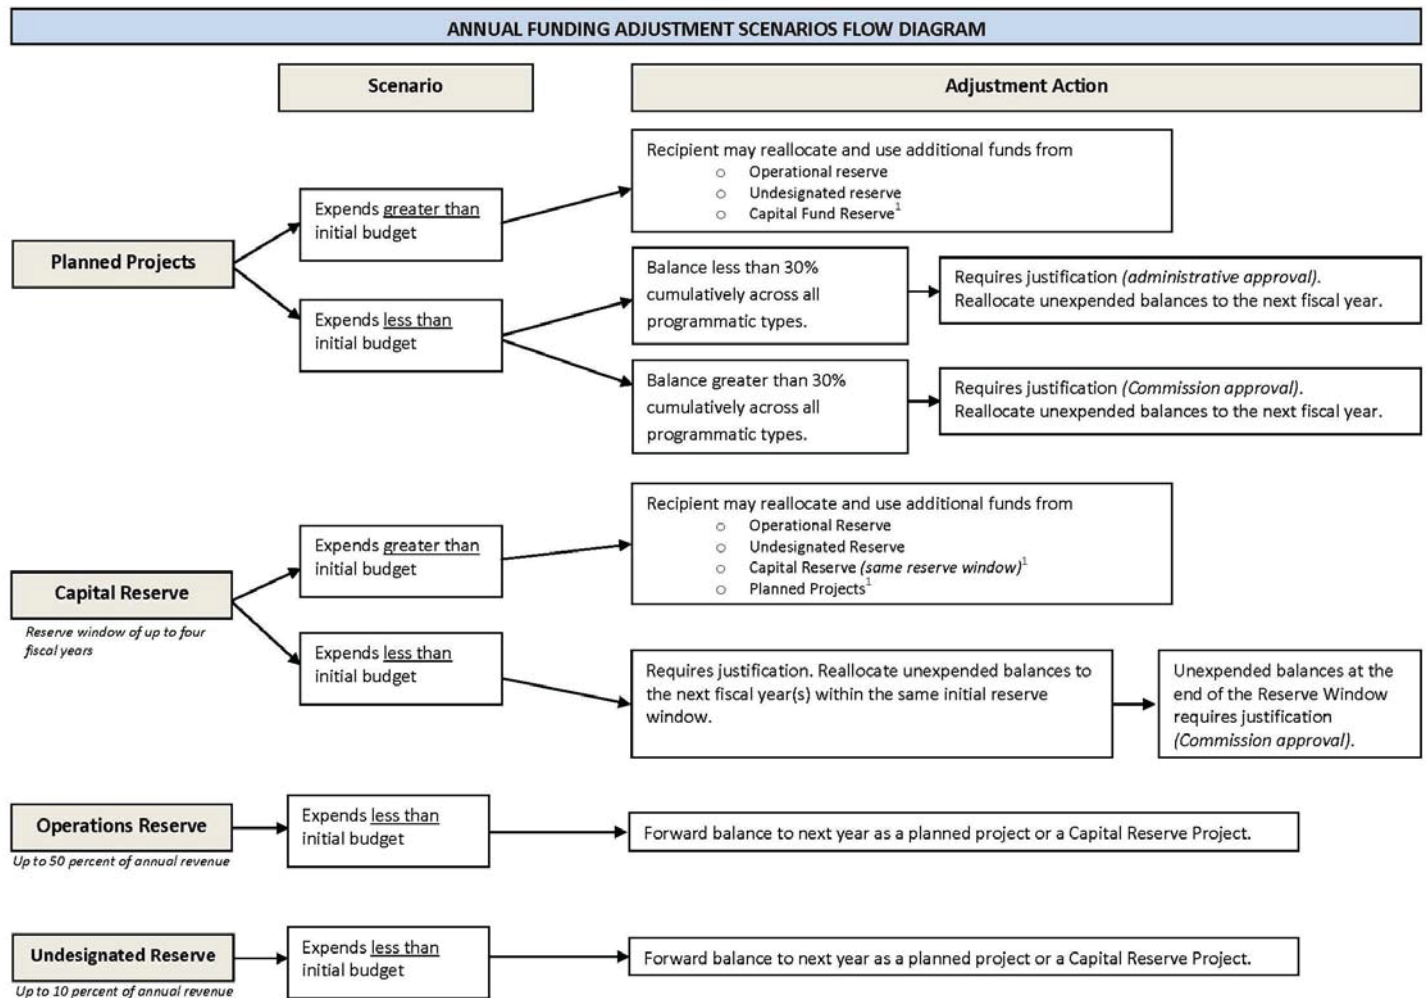 ANNUAL FUNDING ADJUSTMENT SCENARIOS FLOW DIAGRAM
Scenario
Adjustment Action
Planned Projects
Expends greater than
initial budget
Recipient may reallocate and use additional funds from
o Operational reserve
o Undesignated reserve
o Capital Fund Reserve1
Expends less than
initial budget
Balance less than 30%
cumulatively across all
programmatic types.
Requires justification (administrative approval).
Reallocate unexpended balances to the next fiscal year.
Balance greater than 30%
cumulatively across all
programmatic types.
Requires justification (Commission approval).
Reallocate unexpended balances to the next fiscal year.
Capital Reserve
Reserve window of up to four
fiscal years
Expends greater than
initial budget
Recipient may reallocate and use additional funds from
o Operational Reserve
o Undesignated Reserve
o Capital Reserve (same reserve window)1
o Planned Projects1
Expends less than
initial budget
Requires justification. Reallocate unexpended balances to
the next fiscal year(s) within the same initial reserve
window.
Unexpended balances at the
end of the Reserve Window
requires justification
(Commission approval).
Operations Reserve
Up to 50 percent of annual revenue
Expends less than
initial budget
Forward balance to next year as a planned project or a Capital Reserve Project.
Undesignated Reserve
Up to 10 percent of annual revenue
Expends less than
initial budget
Forward balance to next year as a planned project or a Capital Reserve Project.